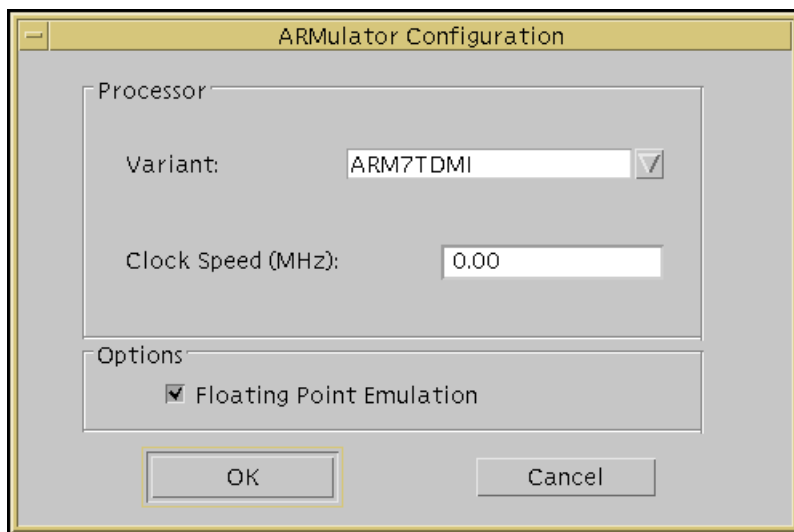 ARMulator Configuration
Processor
Variant: ARM7TDMI
Clock Speed (MHz): 0.00
Options
Floating Point Emulation
OK Cancel